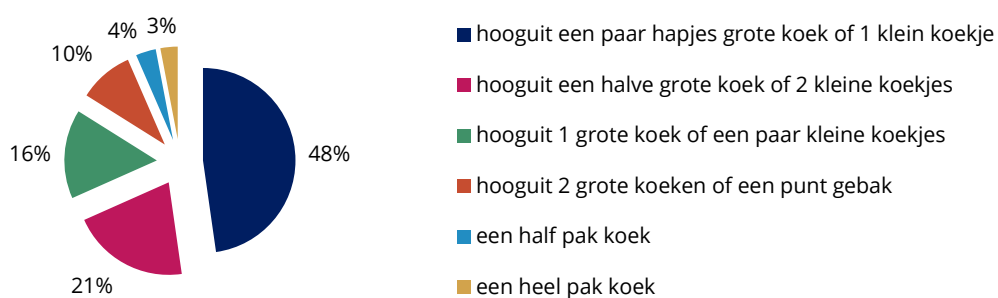 4% 3%
10%
16%
48%
21%
hooguit een paar hapjes grote koek of 1 klein koekje
hooguit een halve grote koek of 2 kleine koekjes
hooguit 1 grote koek of een paar kleine koekjes
hooguit 2 grote koeken of een punt gebak
een half pak koek
een heel pak koek